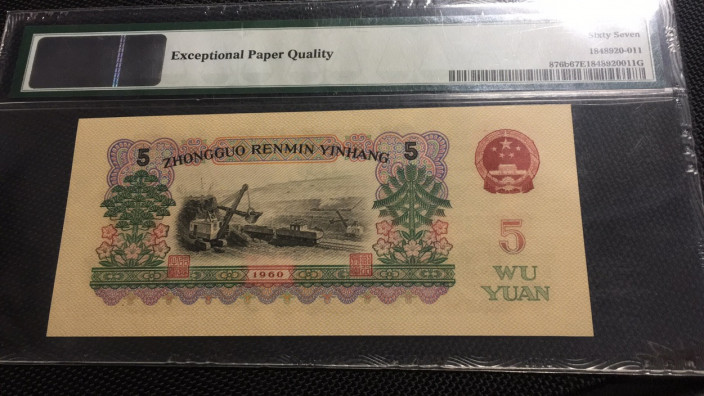 Sixty Seven
Exceptional Paper Quality
1848920-011
876b67E1848920011G
5
ZHONGGUO RENMIN YINHANG
5
5
1960
WU
YUAN